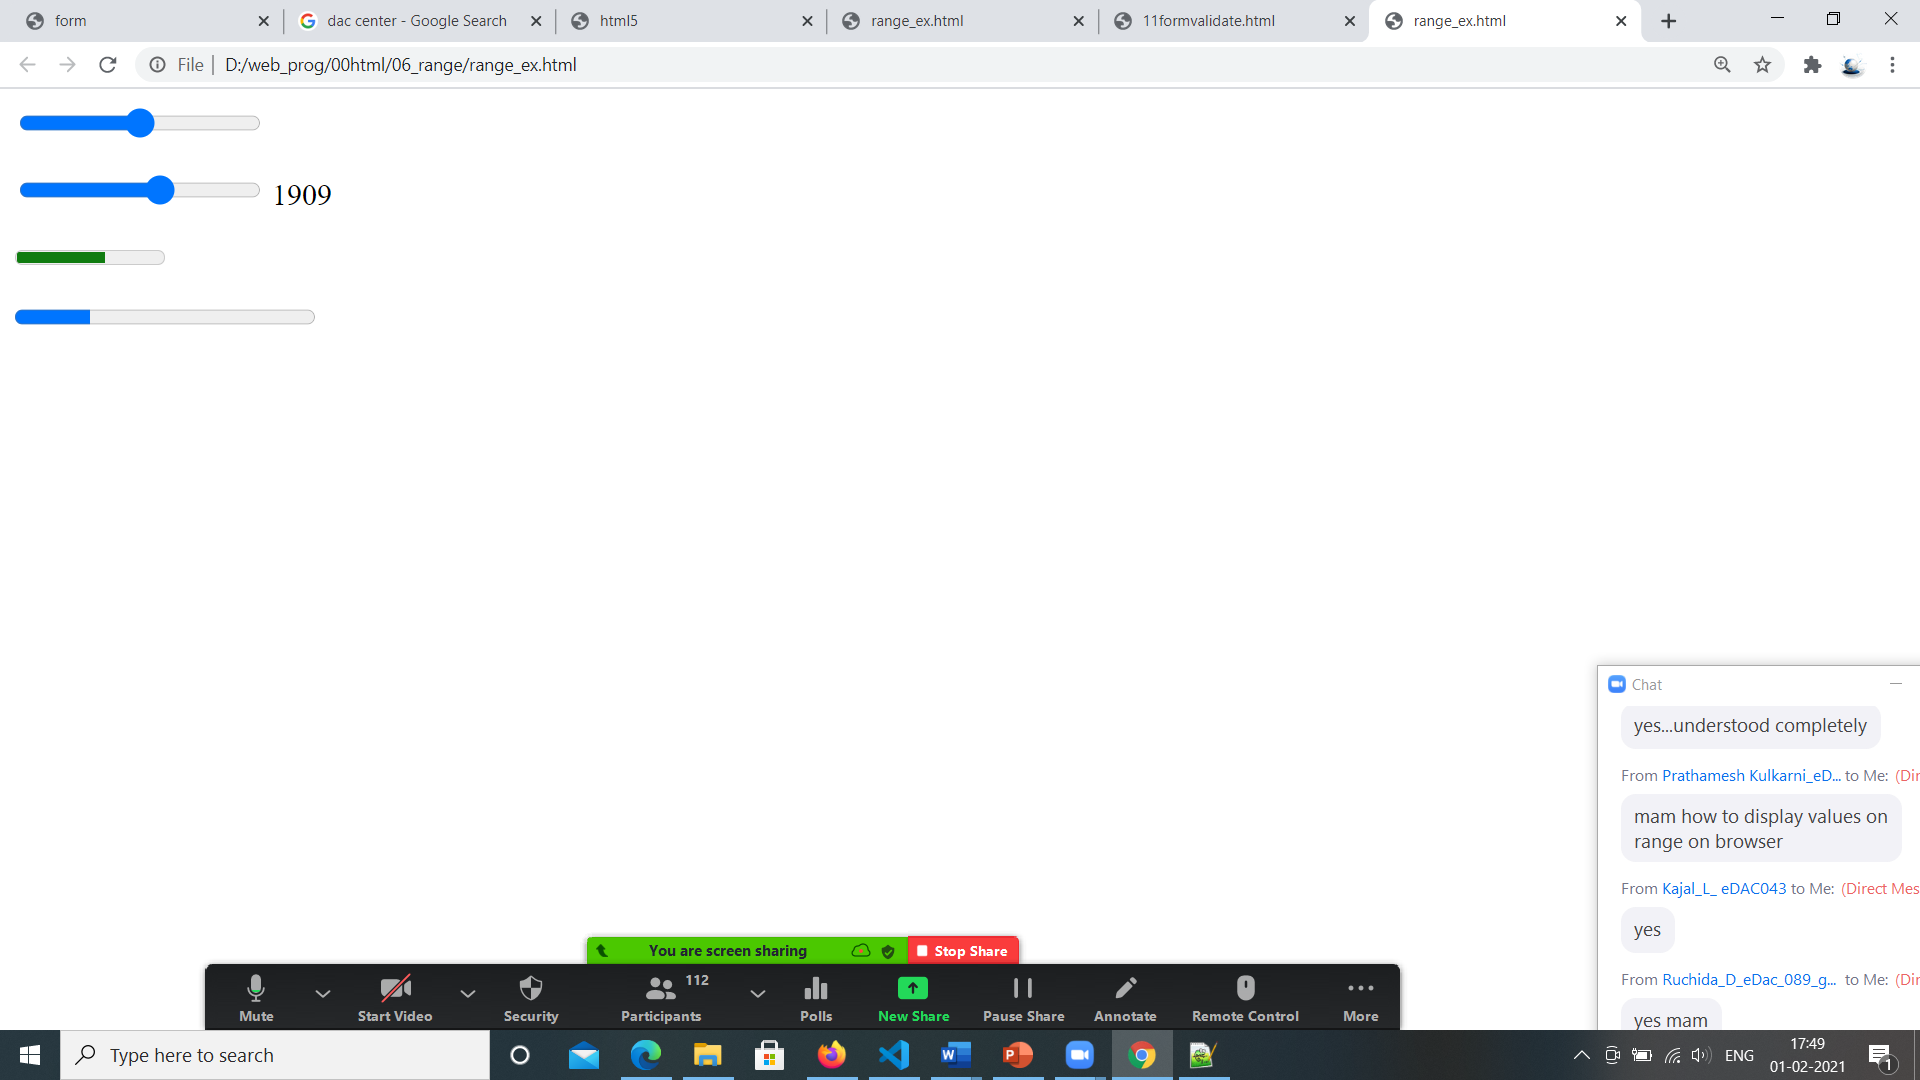 form
dac center - Google Search
html5
range_ex.html
11formvalidate.html
range_ex.html
File
D:/web_prog/00html/06_range/range_ex.html
1909
Chat
yes...understood completely
From Prathamesh Kulkarni_eD... to Me: (Dir
mam how to display values on
range on browser
From Kajal_L_ eDAC043 to Me: (Direct Mes
yes
From Ruchida_D_eDac_089_g... to Me: (Dir
yes mam
You are screen sharing
Stop Share
Mute
Start Video
Security
Participants
112
Polls
New Share
Pause Share
Annotate
Remote Control
More
Type here to search
W
P
ENG
17:49
01-02-2021
1